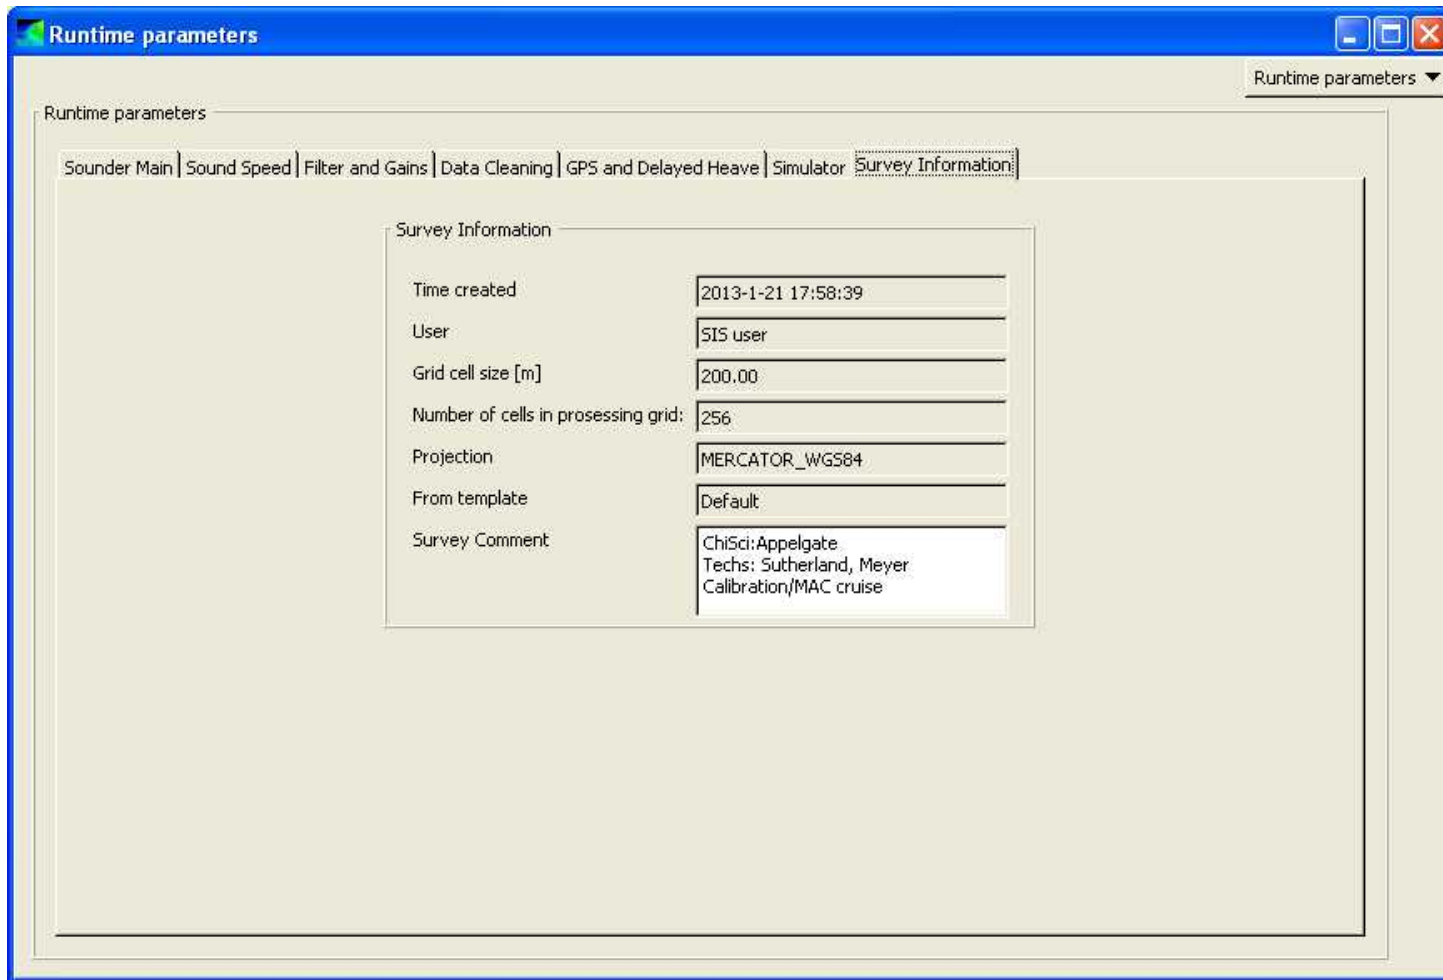 Runtime parameters
Runtime parameters
Runtime parameters
Sounder Main Sound Speed Filter and Gains Data Cleaning GPS and Delayed Heave Simulator Survey Information
Survey Information
Time created 2013-1-21 17:58:39
User SIS user
Grid cell size [m] 200.00
Number of cells in prosessing grid: 256
Projection MERCATOR_WGS84
From template Default
Survey Comment ChiSci:Appelgate
Techs: Sutherland, Meyer
Calibration/MAC cruise